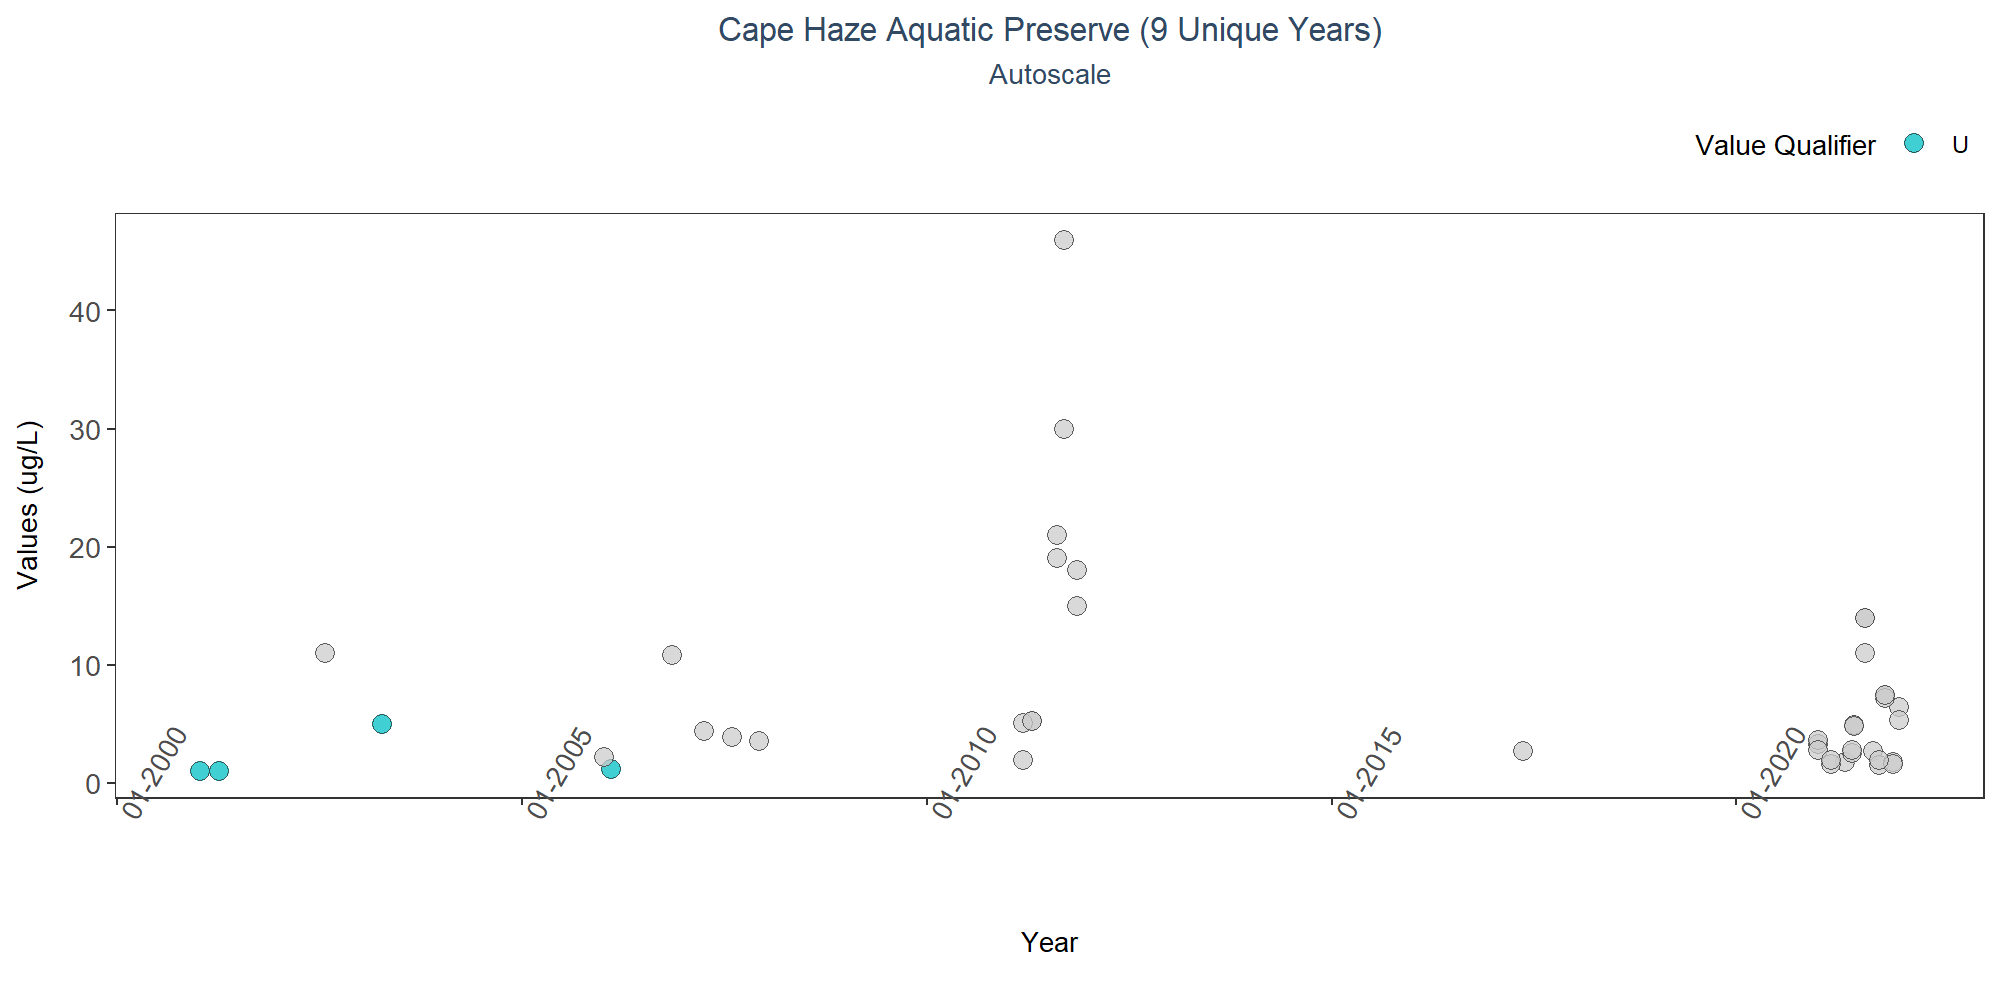 Cape Haze Aquatic Preserve (9 Unique Years)
Autoscale
Value Qualifier U
Values (ug/L)
40
30
20
10
0
01-2000 01-2005 01-2010 01-2015 01-2020
Year